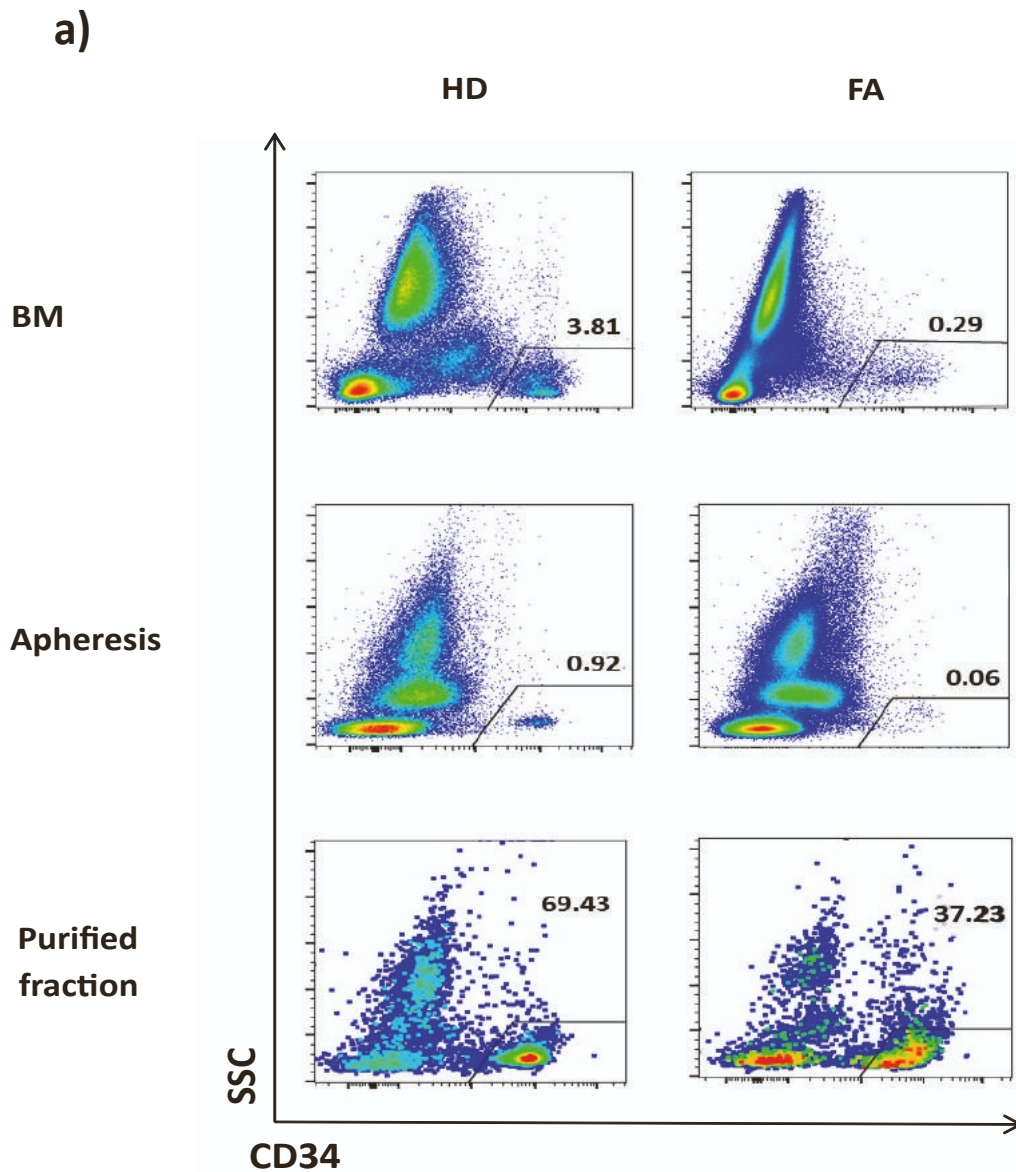 a)
HD FA
BM
3.81 0.29
Apheresis
0.92 0.06
69.43 37.23
Purified
fraction
SSC
CD34